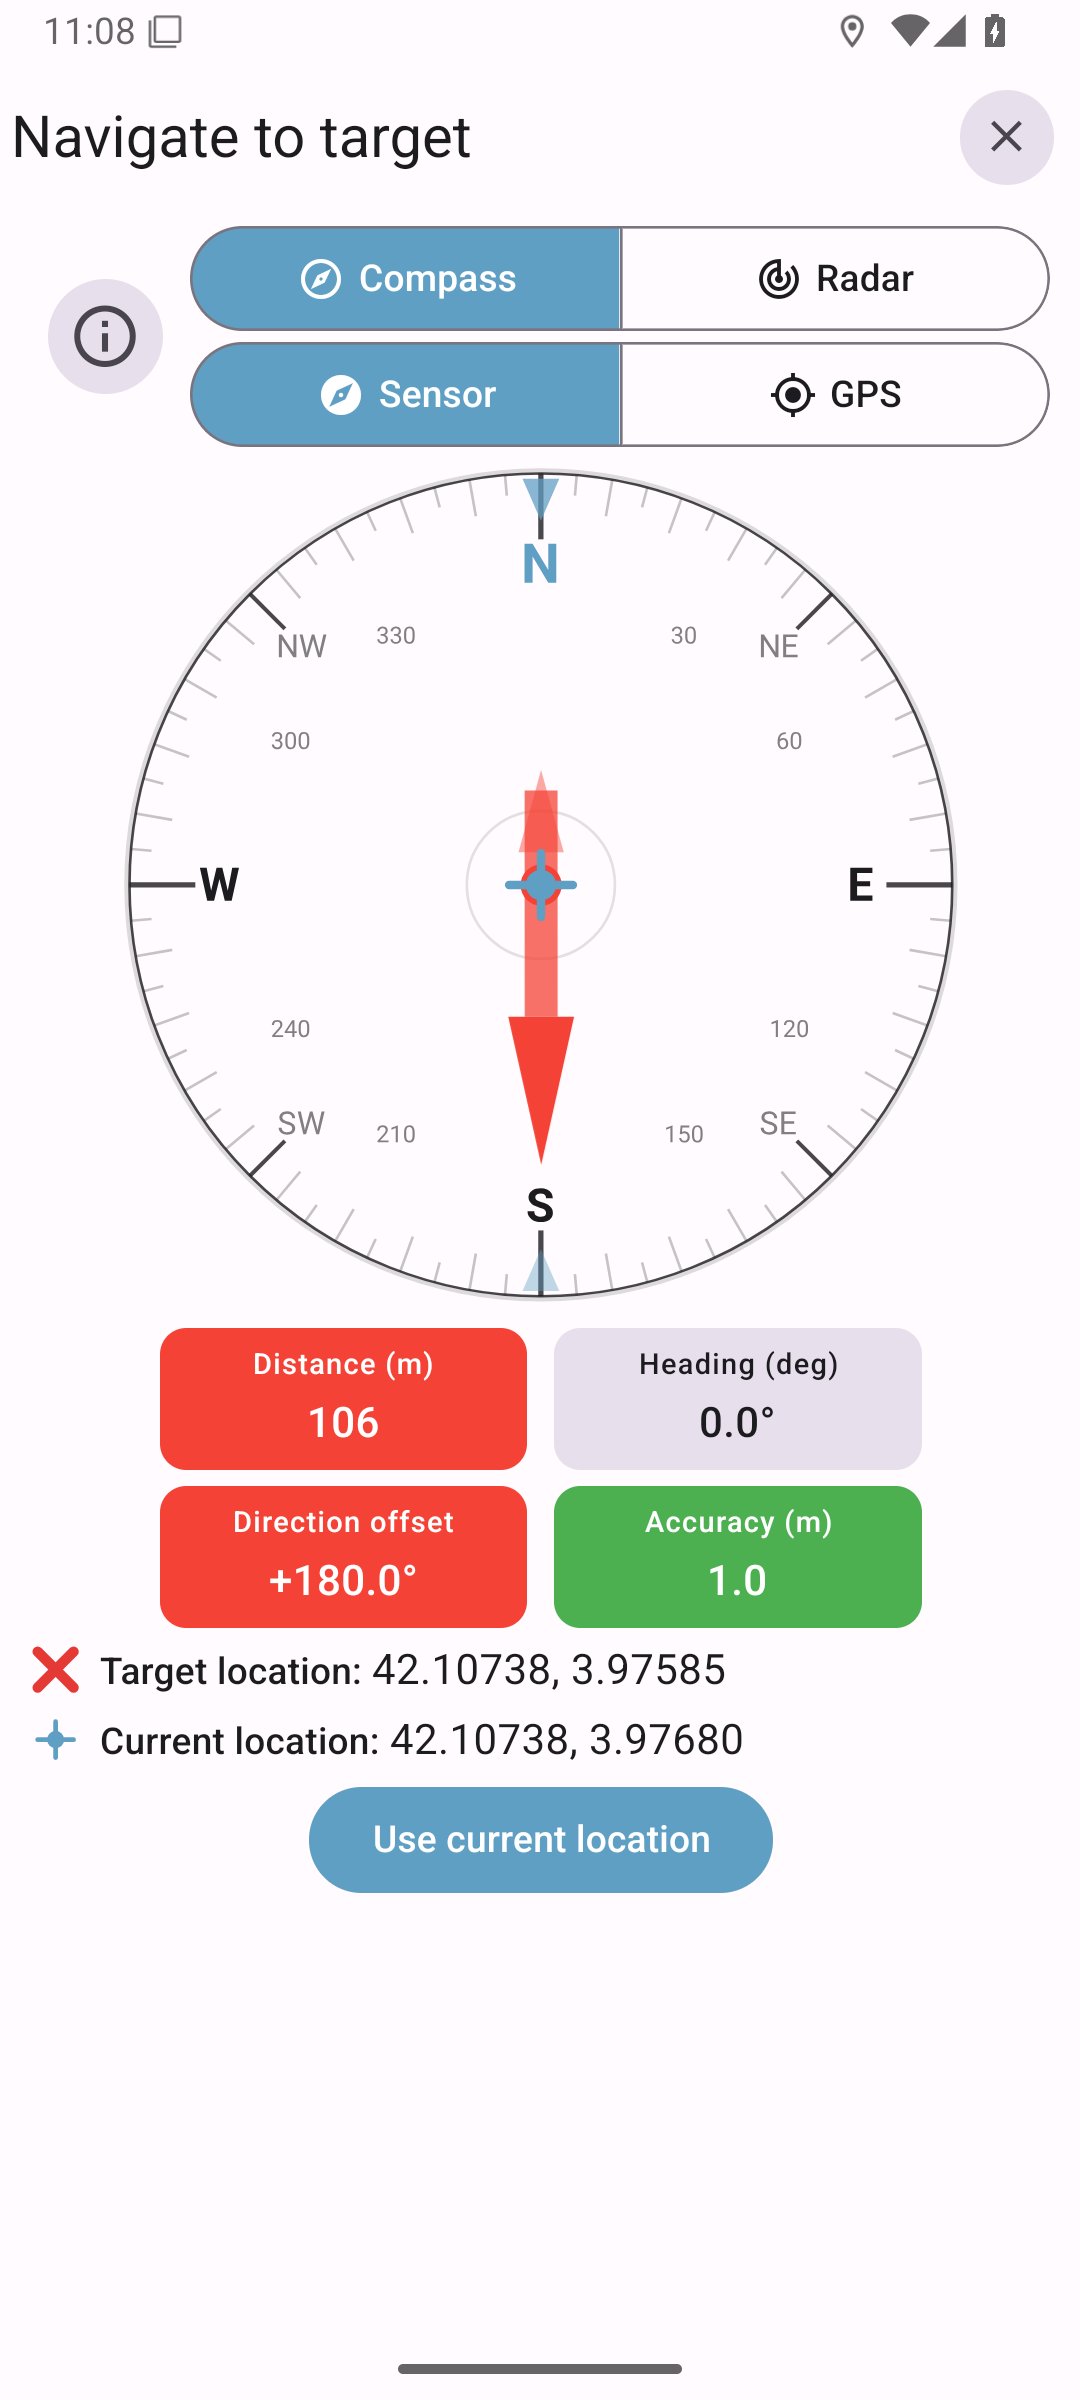 11:08
Navigate to target
Compass
Radar
Sensor
GPS
N
NW
330
30
NE
300
60
W
E
240
120
SW
210
150
SE
S
Distance (m)
106
Heading (deg)
0.0°
Direction offset
+180.0°
Accuracy (m)
1.0
Target location: 42.10738, 3.97585
Current location: 42.10738, 3.97680
Use current location